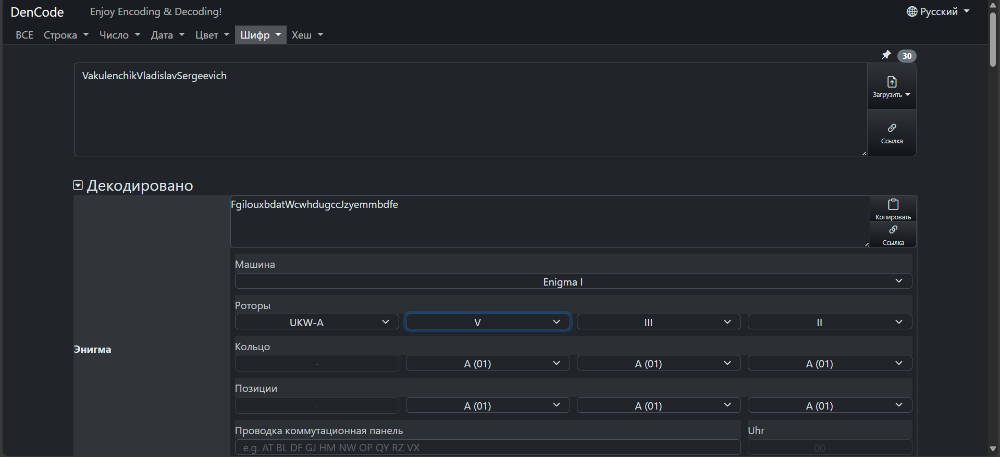 DenCode Enjoy Encoding & Decoding! Русский
ВСЕ Строка Число Дата Цвет Шифр Хеш
30
VakulenchikVladislavSergeevich
Загрузить
Ссылка
Декодировано
FgilouxbdatWcwhdugccJzyemmbdfe
Копировать
Ссылка
Машина
Enigma I
Роторы
UKW-A V III II
Энигма
Кольцо
- A (01) A (01) A (01)
Позиции
- A (01) A (01) A (01)
Проводка коммутационная панель Uhr
e.g. AT BL DF GJ HM NW OP QY RZ VX 00